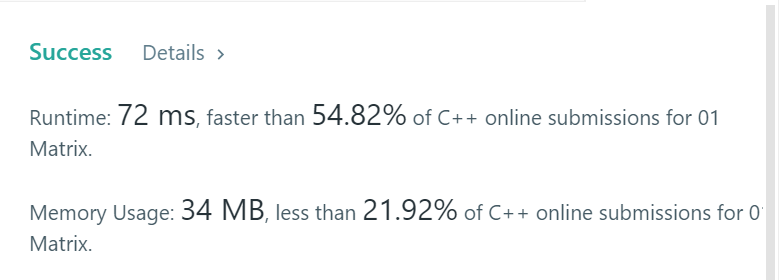 Success Details >
Runtime: 72 ms, faster than 54.82% of C++ online submissions for 01
Matrix.
Memory Usage: 34 MB, less than 21.92% of C++ online submissions for 01
Matrix.